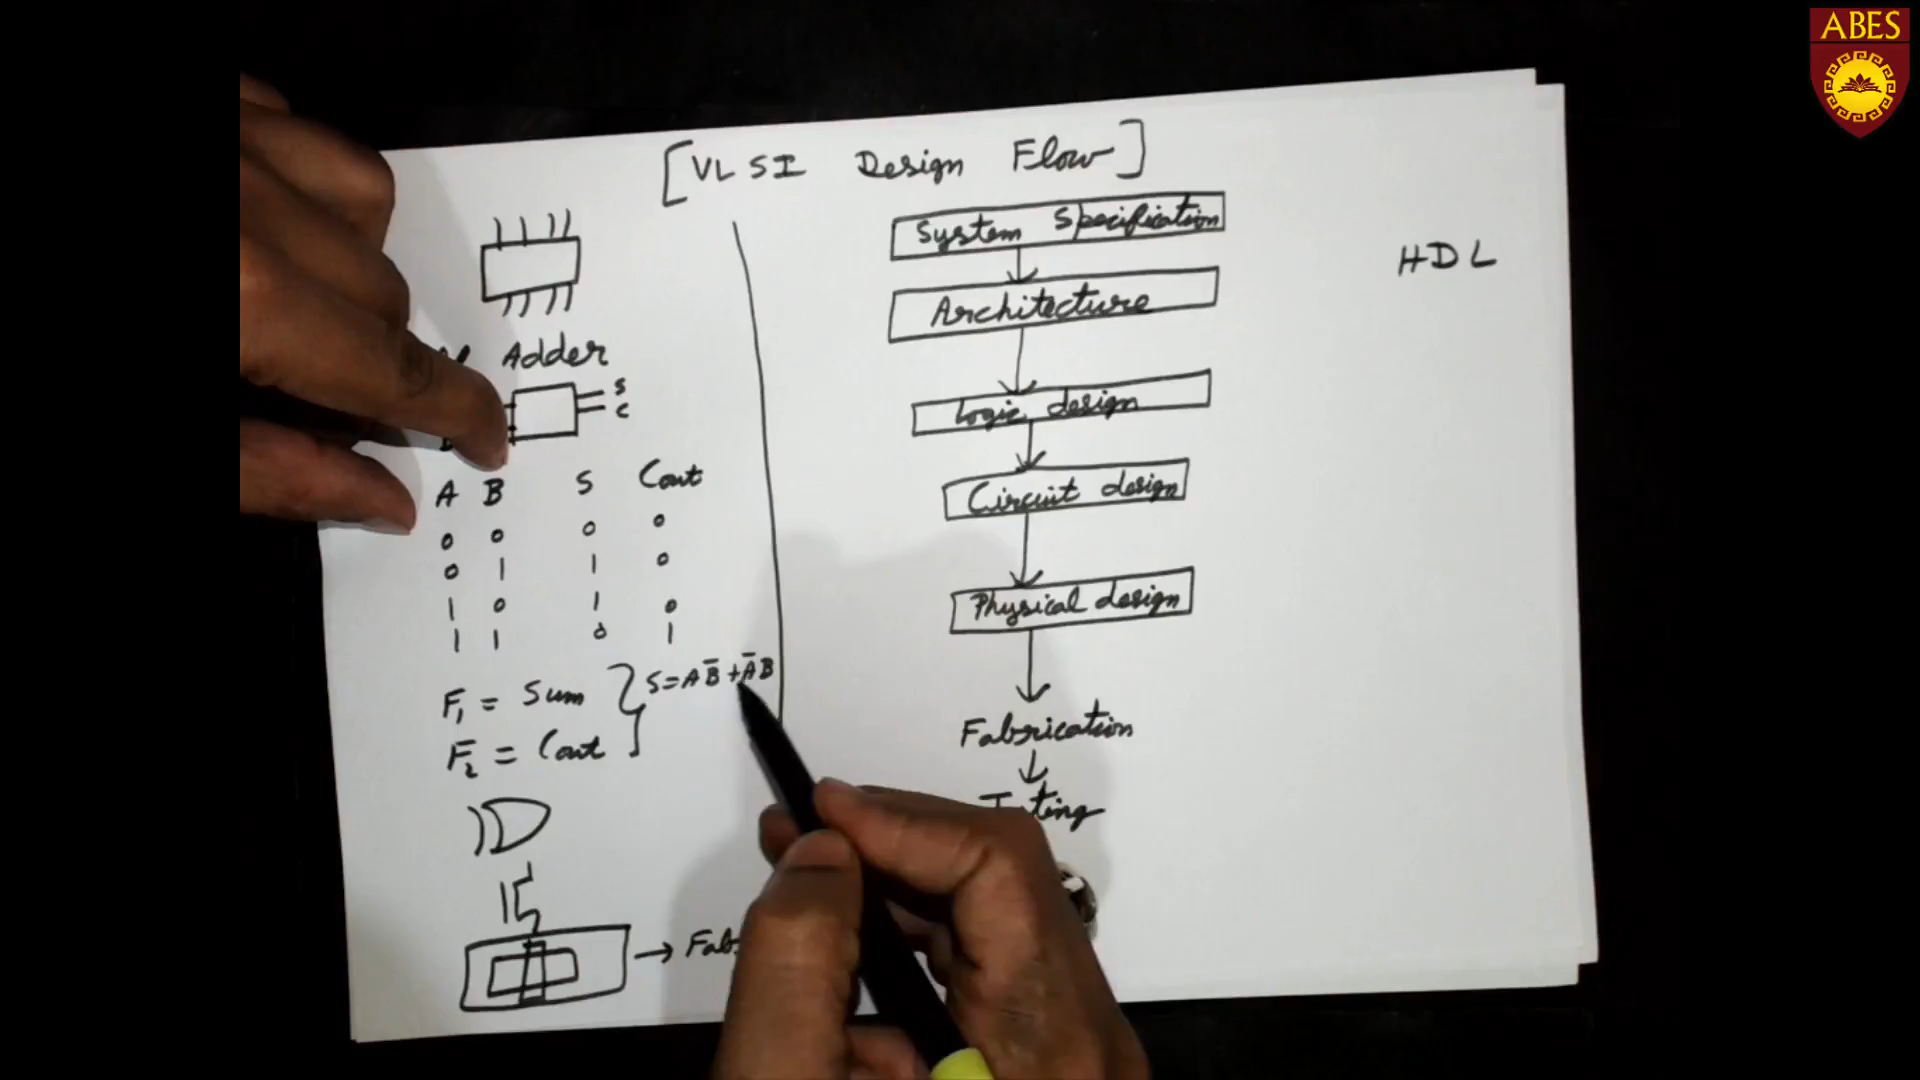 ABES
[VLSI Design Flow]
System Specification
HDL
Architecture
Adder
S
C
Logic design
A B S Cout
0 0 0 0
0 1 1 0
1 0 1 0
1 1 0 1
Circuit design
Physical design
F1 = Sum
S = AB̅ + A̅B
F2 = Cout
Fabrication